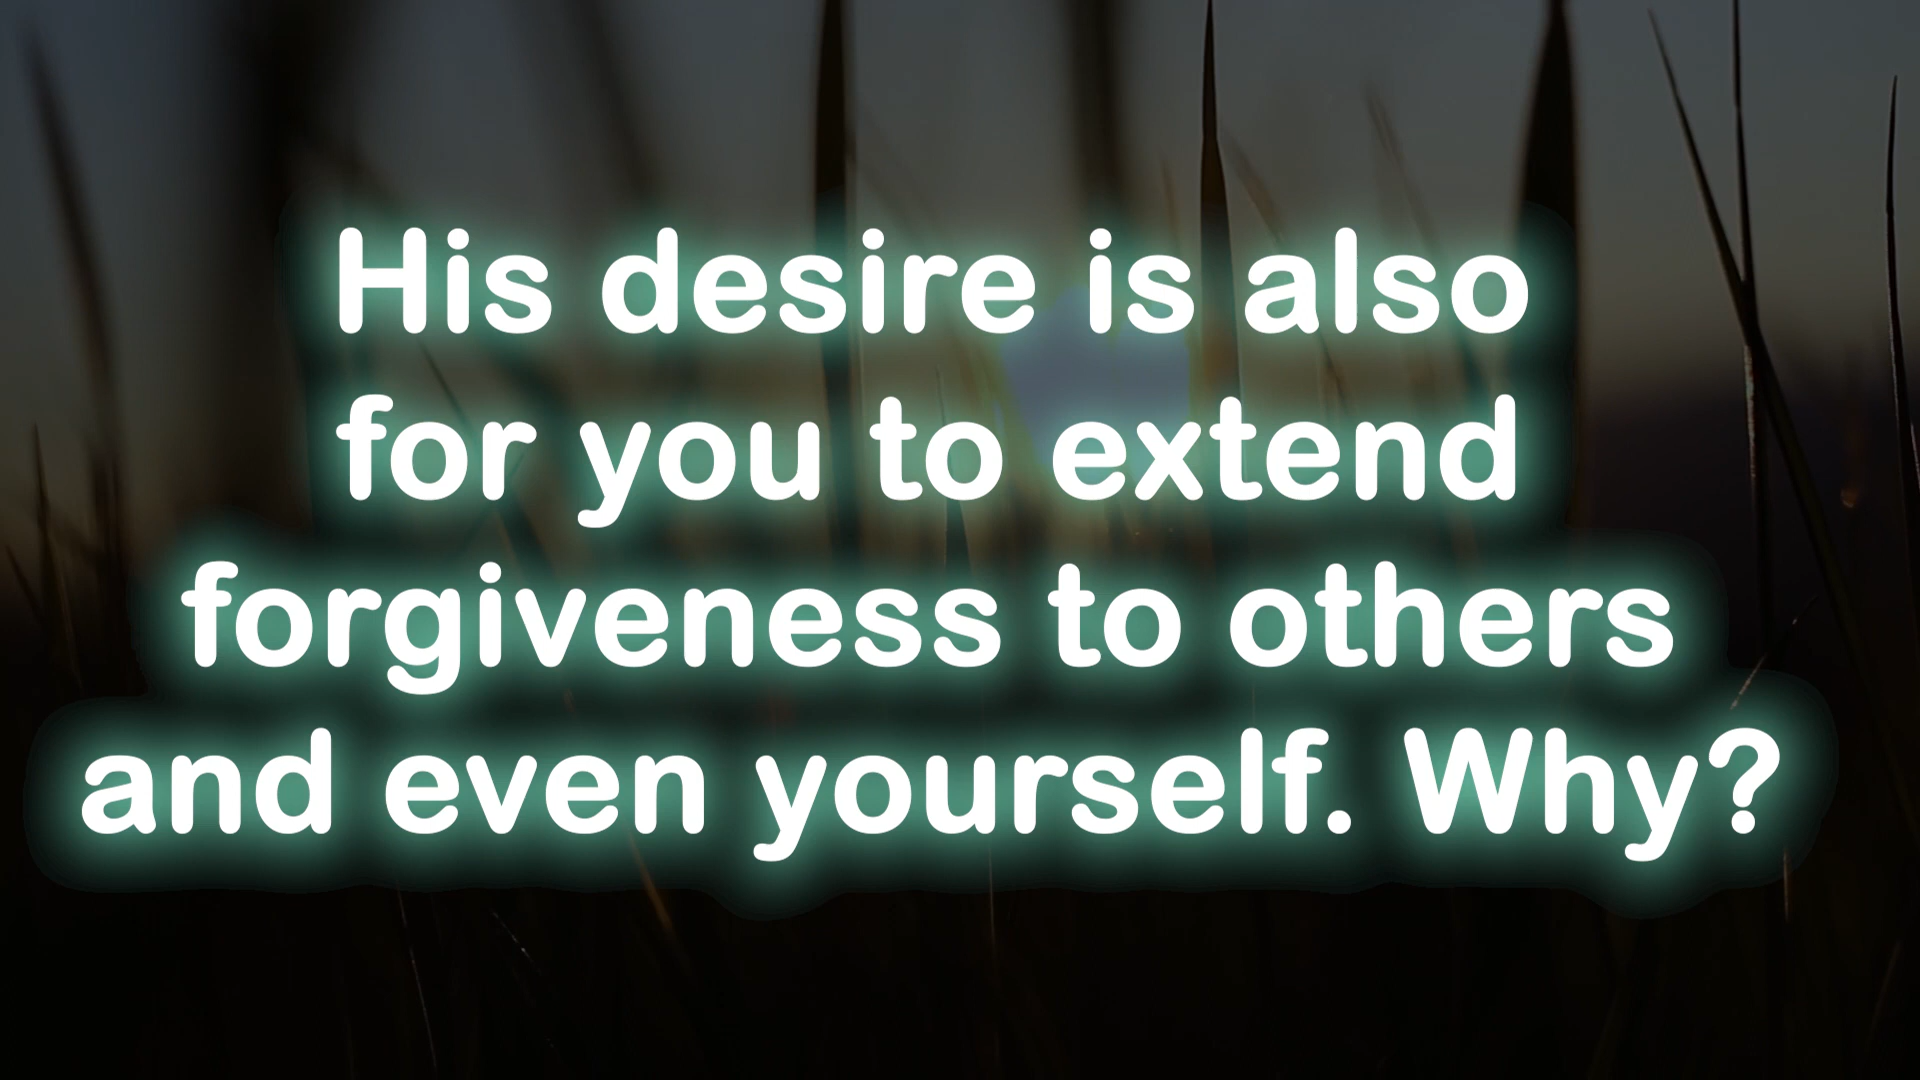 His desire is also
for you to extend
forgiveness to others
and even yourself. Why?